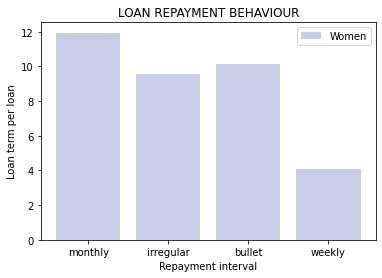 LOAN REPAYMENT BEHAVIOUR
Women
Loan term per loan
12
10
8
6
4
2
0
monthly irregular bullet weekly
Repayment interval